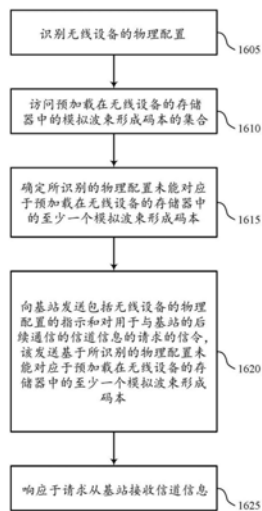 识别无线设备的物理配置
1605
访问预加载在无线设备的存储
器中的模拟波束形成码本的集合
1610
确定所识别的物理配置未能对应
于预加载在无线设备的存储器中
的至少一个模拟波束形成码本
1615
向基站发送包括无线设备的物理
配置的指示和对用于与基站的后
续通信的信道信息的请求的信令，
该发送基于所识别的物理配置未
能对应于预加载在无线设备的存
储器中的至少一个模拟波束形成
码本
1620
响应于请求从基站接收信道信息
1625